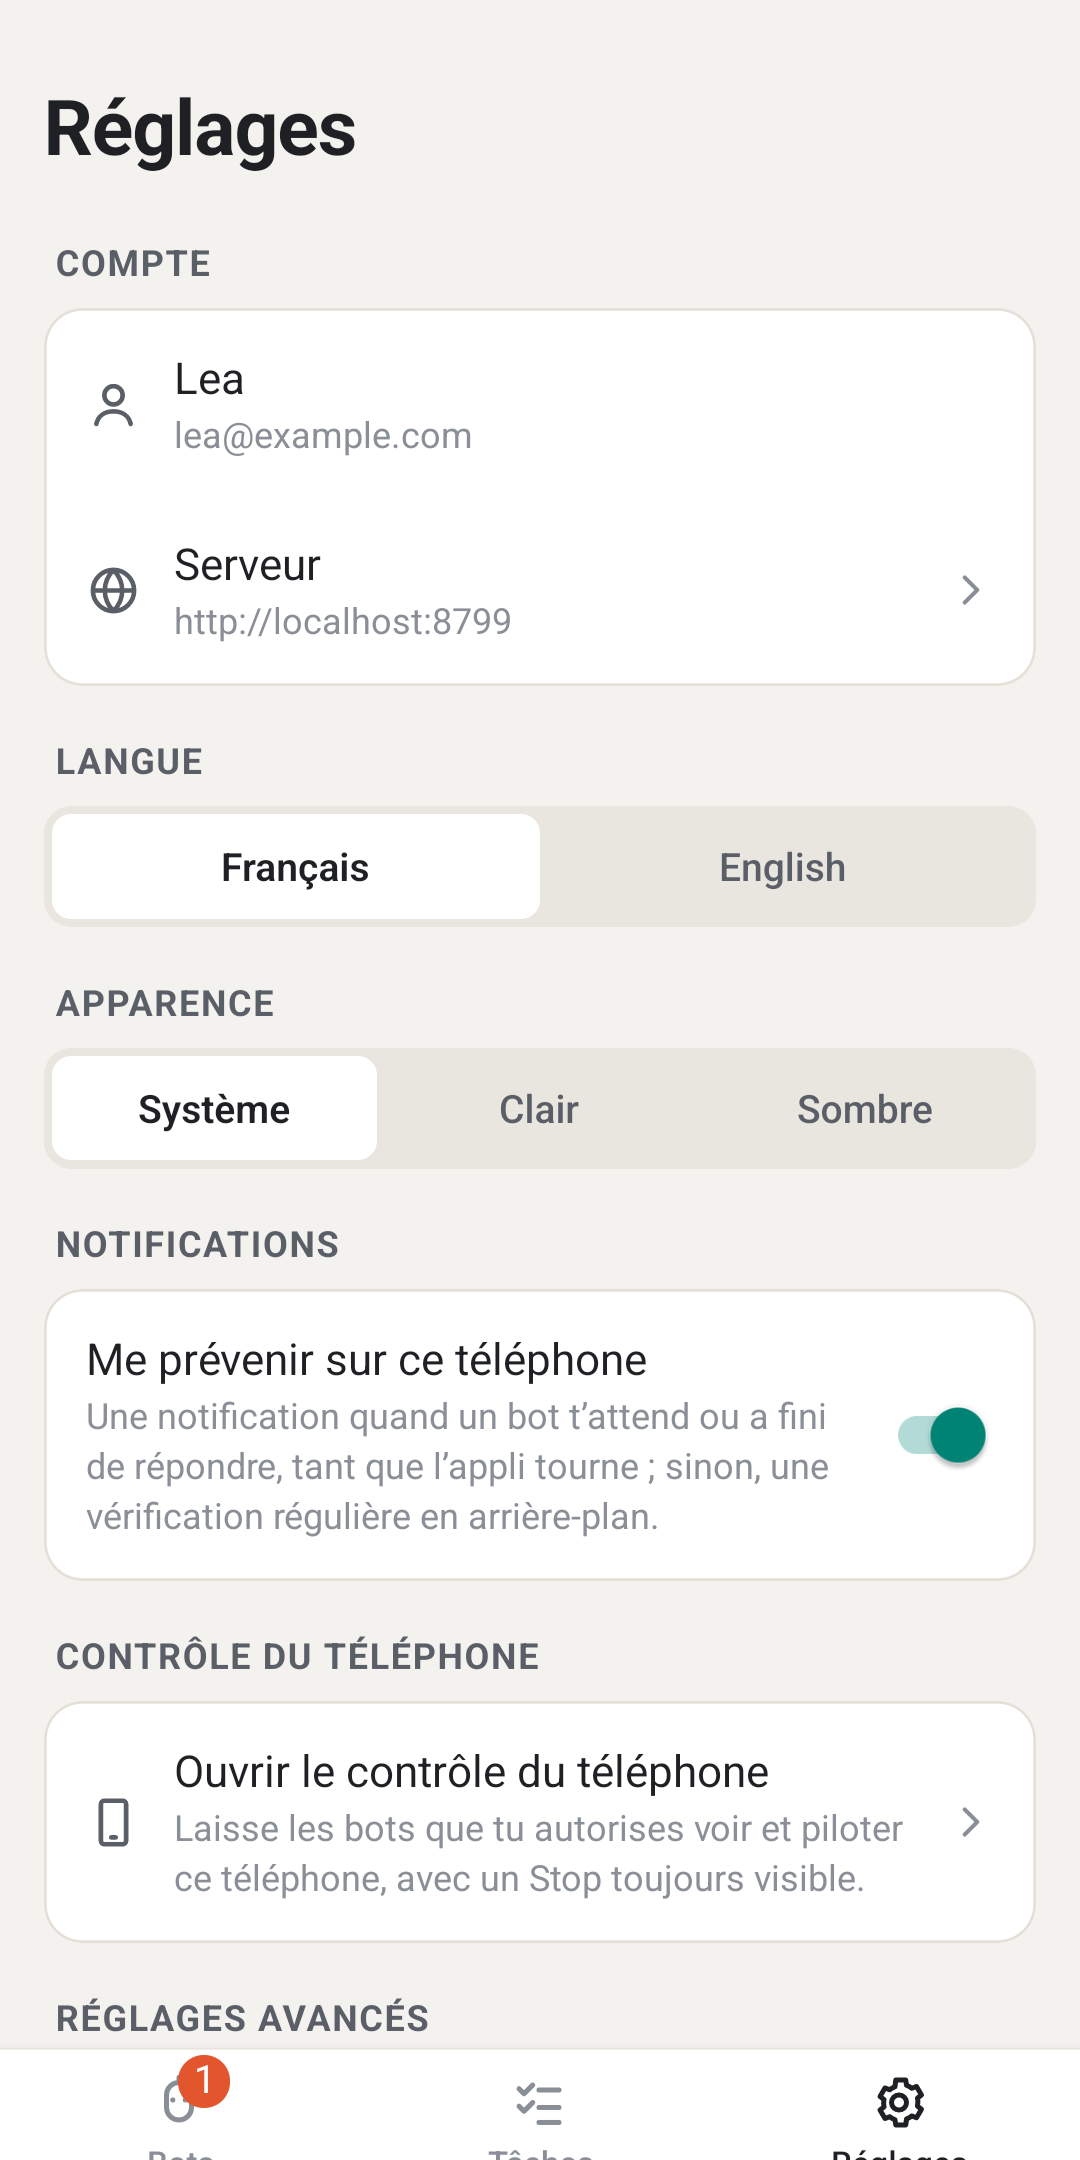 Réglages
COMPTE
Lea
lea@example.com
Serveur
http://localhost:8799
LANGUE
Français
English
APPARENCE
Système
Clair
Sombre
NOTIFICATIONS
Me prévenir sur ce téléphone
Une notification quand un bot t’attend ou a fini
de répondre, tant que l’appli tourne ; sinon, une
vérification régulière en arrière-plan.
CONTRÔLE DU TÉLÉPHONE
Ouvrir le contrôle du téléphone
Laisse les bots que tu autorises voir et piloter
ce téléphone, avec un Stop toujours visible.
RÉGLAGES AVANCÉS
1
Bots
Tâches
Réglages